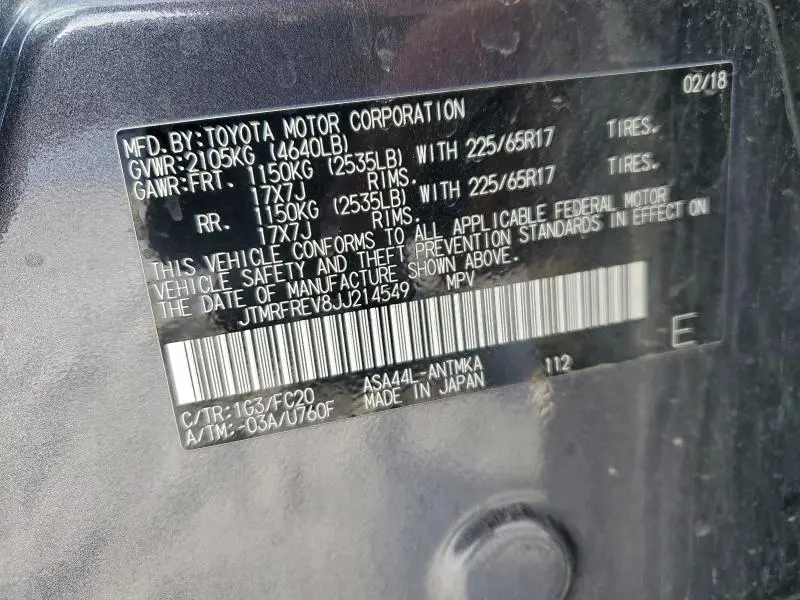 02/18
MFD.BY:TOYOTA MOTOR CORPORATION
GVWR:2105KG (4640LB)
GAWR:FRT. 1150KG (2535LB) WITH 225/65R17 TIRES.
17X7J RIMS.
RR. 1150KG (2535LB) WITH 225/65R17 TIRES.
17X7J RIMS.
THIS VEHICLE CONFORMS TO ALL APPLICABLE FEDERAL MOTOR
VEHICLE SAFETY AND THEFT PREVENTION STANDARDS IN EFFECT ON
THE DATE OF MANUFACTURE SHOWN ABOVE.
JTMRFREV8JJ214549 MPV
E
C/TR:1G3/FC20 ASA44L-ANTMKA 112
A/TM:-03A/U760F MADE IN JAPAN